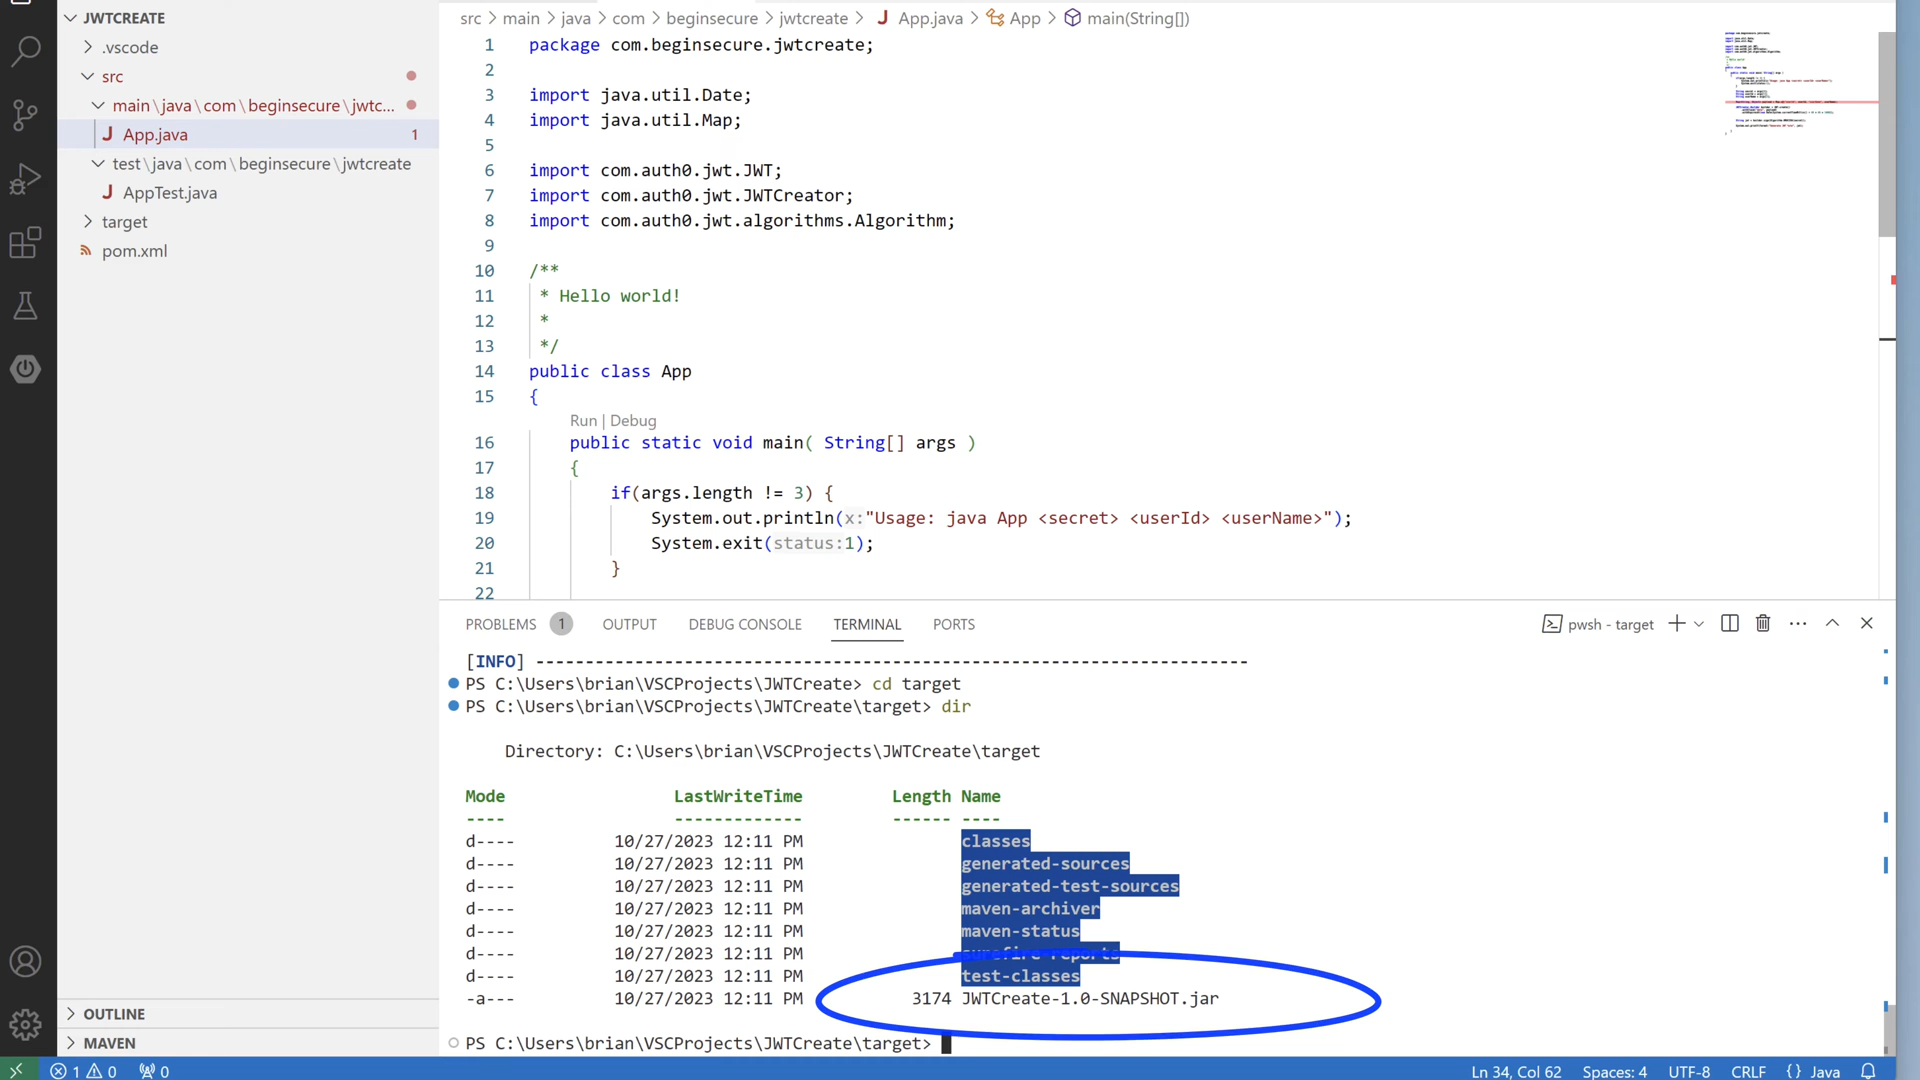 JWTCREATE
.vscode
src
main\java\com\beginsecure\jwtc...
App.java 1
test\java\com\beginsecure\jwtcreate
AppTest.java
target
pom.xml
OUTLINE
MAVEN
src > main > java > com > beginsecure > jwtcreate > App.java > App > main(String[])
1 package com.beginsecure.jwtcreate;
2
3 import java.util.Date;
4 import java.util.Map;
5
6 import com.auth0.jwt.JWT;
7 import com.auth0.jwt.JWTCreator;
8 import com.auth0.jwt.algorithms.Algorithm;
9
10 /**
11 * Hello world!
12 *
13 */
14 public class App
15 {
Run | Debug
16 public static void main( String[] args )
17 {
18 if(args.length != 3) {
19 System.out.println(x:"Usage: java App <secret> <userId> <userName>");
20 System.exit(status:1);
21 }
22
PROBLEMS 1 OUTPUT DEBUG CONSOLE TERMINAL PORTS pwsh - target
[INFO] ------------------------------------------------------------------------
PS C:\Users\brian\VSCProjects\JWTCreate> cd target
PS C:\Users\brian\VSCProjects\JWTCreate\target> dir
Directory: C:\Users\brian\VSCProjects\JWTCreate\target
Mode LastWriteTime Length Name
---- ------------- ------ ----
d---- 10/27/2023 12:11 PM classes
d---- 10/27/2023 12:11 PM generated-sources
d---- 10/27/2023 12:11 PM generated-test-sources
d---- 10/27/2023 12:11 PM maven-archiver
d---- 10/27/2023 12:11 PM maven-status
d---- 10/27/2023 12:11 PM surefire-reports
d---- 10/27/2023 12:11 PM test-classes
-a--- 10/27/2023 12:11 PM 3174 JWTCreate-1.0-SNAPSHOT.jar
PS C:\Users\brian\VSCProjects\JWTCreate\target>
1 0 0 Ln 34, Col 62 Spaces: 4 UTF-8 CRLF {} Java